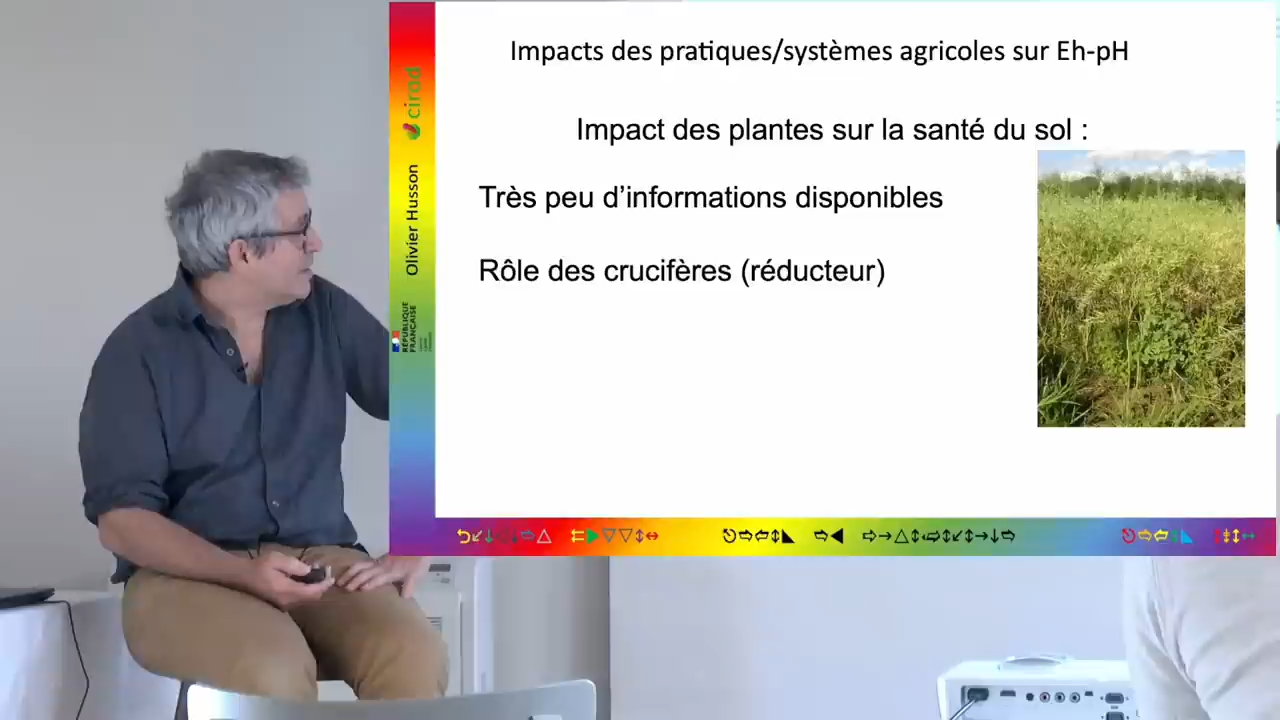 Impacts des pratiques/systèmes agricoles sur Eh-pH
Impact des plantes sur la santé du sol :
Très peu d'informations disponibles
Rôle des crucifères (réducteur)
cirad
Olivier Husson
RÉPUBLIQUE
FRANÇAISE